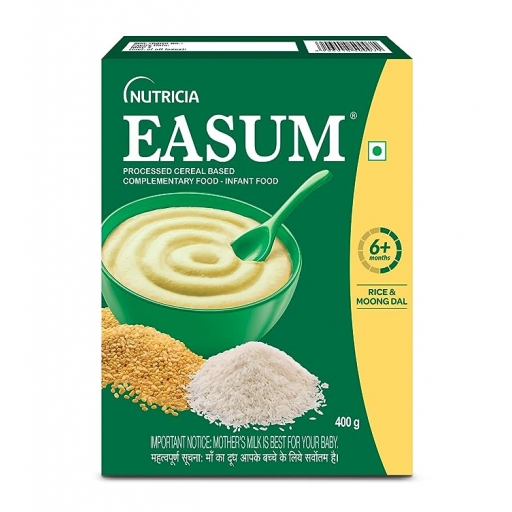 NUTRICIA
EASUM®
PROCESSED CEREAL BASED
COMPLEMENTARY FOOD - INFANT FOOD
6+
months
RICE &
MOONG DAL
400 g
IMPORTANT NOTICE: MOTHER'S MILK IS BEST FOR YOUR BABY.
महत्वपूर्ण सूचना: माँ का दूध आपके बच्चे के लिये सर्वोतम है।